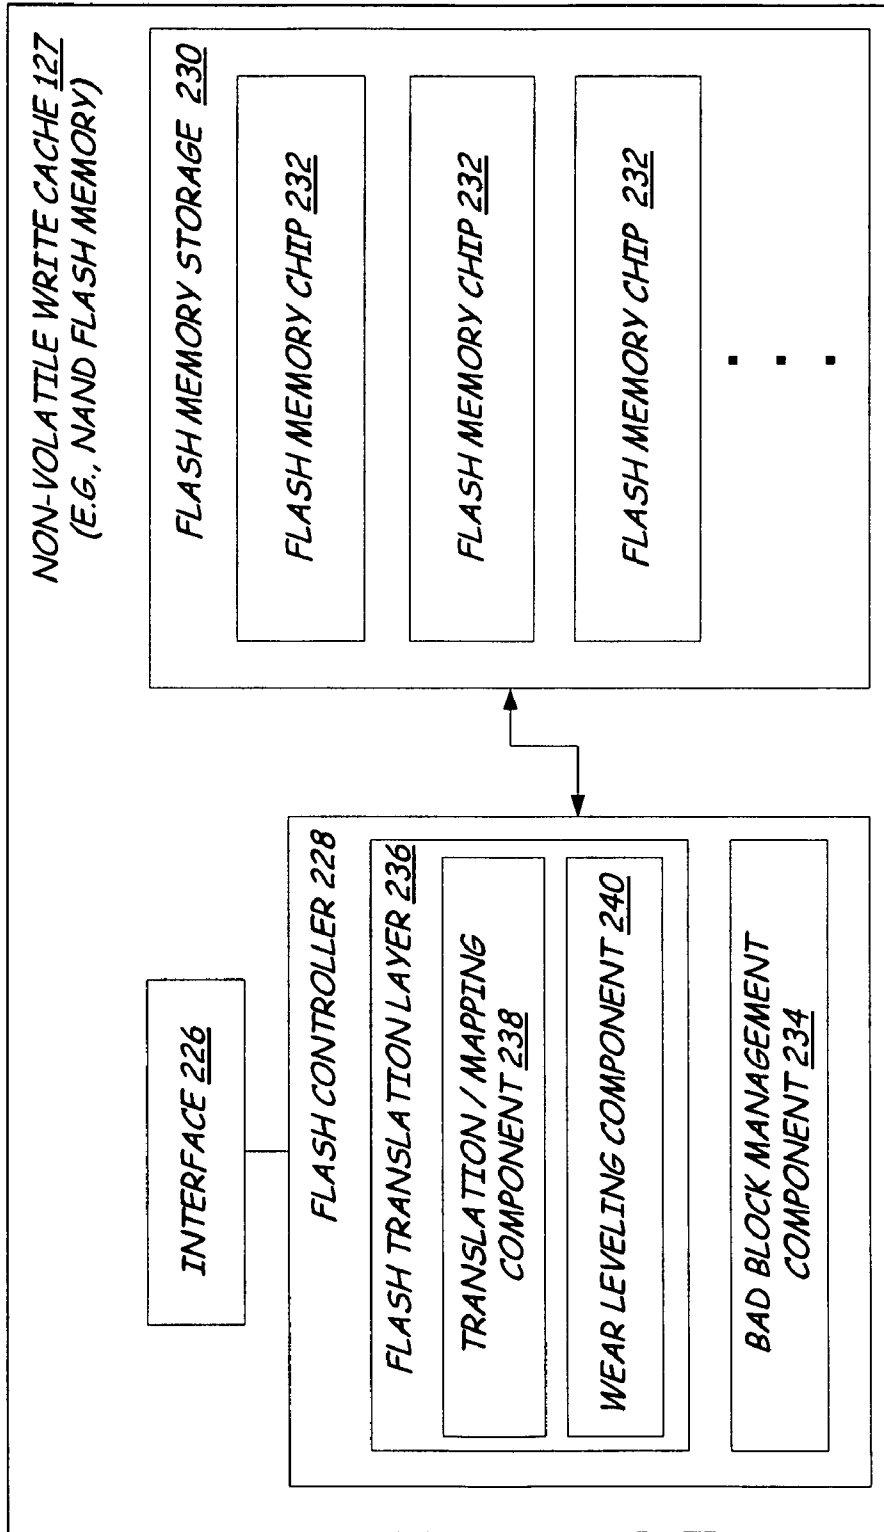 NON-VOLATILE WRITE CACHE 127
(E.G., NAND FLASH MEMORY)
INTERFACE 226
FLASH CONTROLLER 228
FLASH TRANSLATION LAYER 236
TRANSLATION / MAPPING
COMPONENT 238
WEAR LEVELING COMPONENT 240
BAD BLOCK MANAGEMENT
COMPONENT 234
FLASH MEMORY STORAGE 230
FLASH MEMORY CHIP 232
FLASH MEMORY CHIP 232
FLASH MEMORY CHIP 232